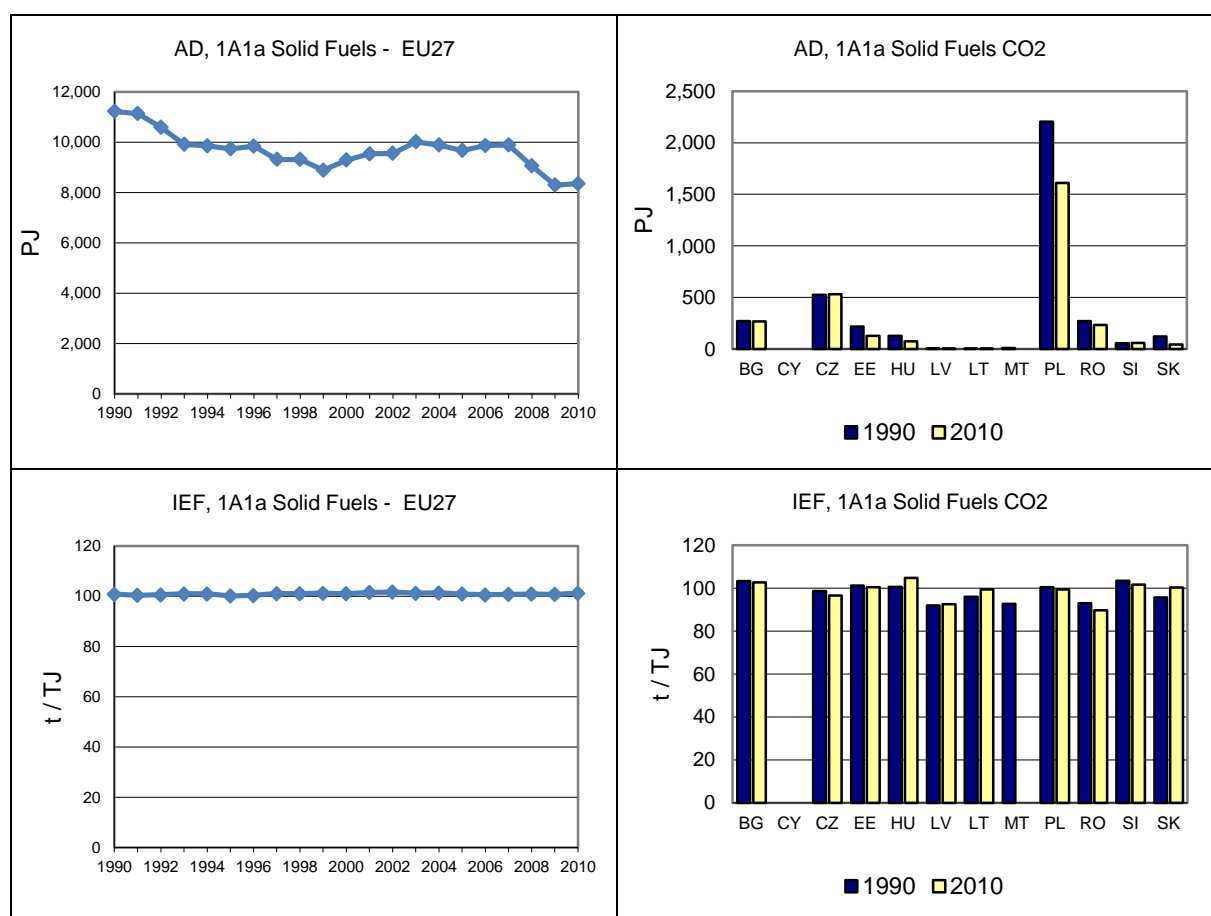 AD, 1A1a Solid Fuels - EU27
12,000
10,000
8,000
6,000
4,000
2,000
0
PJ
1990 1992 1994 1996 1998 2000 2002 2004 2006 2008 2010
AD, 1A1a Solid Fuels CO2
2,500
2,000
1,500
1,000
500
0
PJ
BG CY CZ EE HU LV LT MT PL RO SI SK
1990 2010
IEF, 1A1a Solid Fuels - EU27
120
100
80
60
40
20
0
t / TJ
1990 1992 1994 1996 1998 2000 2002 2004 2006 2008 2010
IEF, 1A1a Solid Fuels CO2
120
100
80
60
40
20
0
t / TJ
BG CY CZ EE HU LV LT MT PL RO SI SK
1990 2010